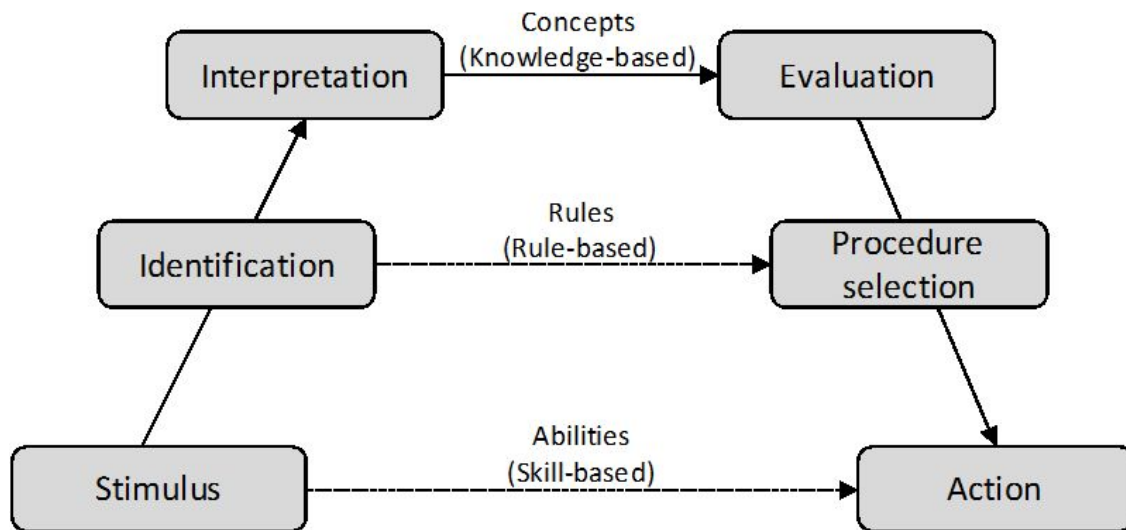 Concepts
(Knowledge-based)
Interpretation
Evaluation
Rules
(Rule-based)
Identification
Procedure
selection
Abilities
(Skill-based)
Stimulus
Action